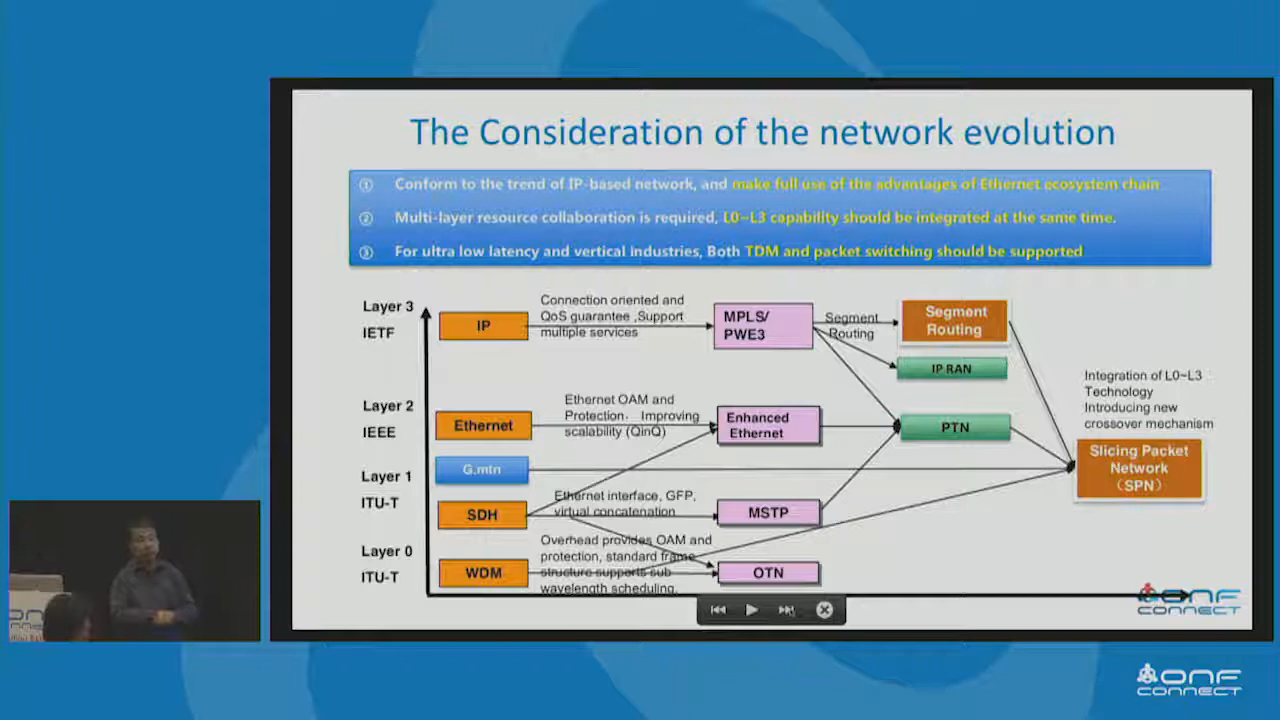 The Consideration of the network evolution
① Conform to the trend of IP-based network, and make full use of the advantages of Ethernet ecosystem chain
② Multi-layer resource collaboration is required, L0~L3 capability should be integrated at the same time.
③ For ultra low latency and vertical industries, Both TDM and packet switching should be supported
Layer 3
IETF
IP
Connection oriented and
QoS guarantee ,Support
multiple services
MPLS/
PWE3
Segment
Routing
Segment
Routing
IP RAN
Integration of L0~L3
Technology
Introducing new
crossover mechanism
Layer 2
IEEE
Ethernet
Ethernet OAM and
Protection， Improving
scalability (QinQ)
Enhanced
Ethernet
PTN
Slicing Packet
Network
（SPN）
Layer 1
ITU-T
G.mtn
SDH
Ethernet interface, GFP,
virtual concatenation
MSTP
Layer 0
ITU-T
WDM
Overhead provides OAM and
protection, standard frame
structure supports sub
wavelength scheduling.
OTN
ONF
CONNECT
ONF
ONF
CONNECT